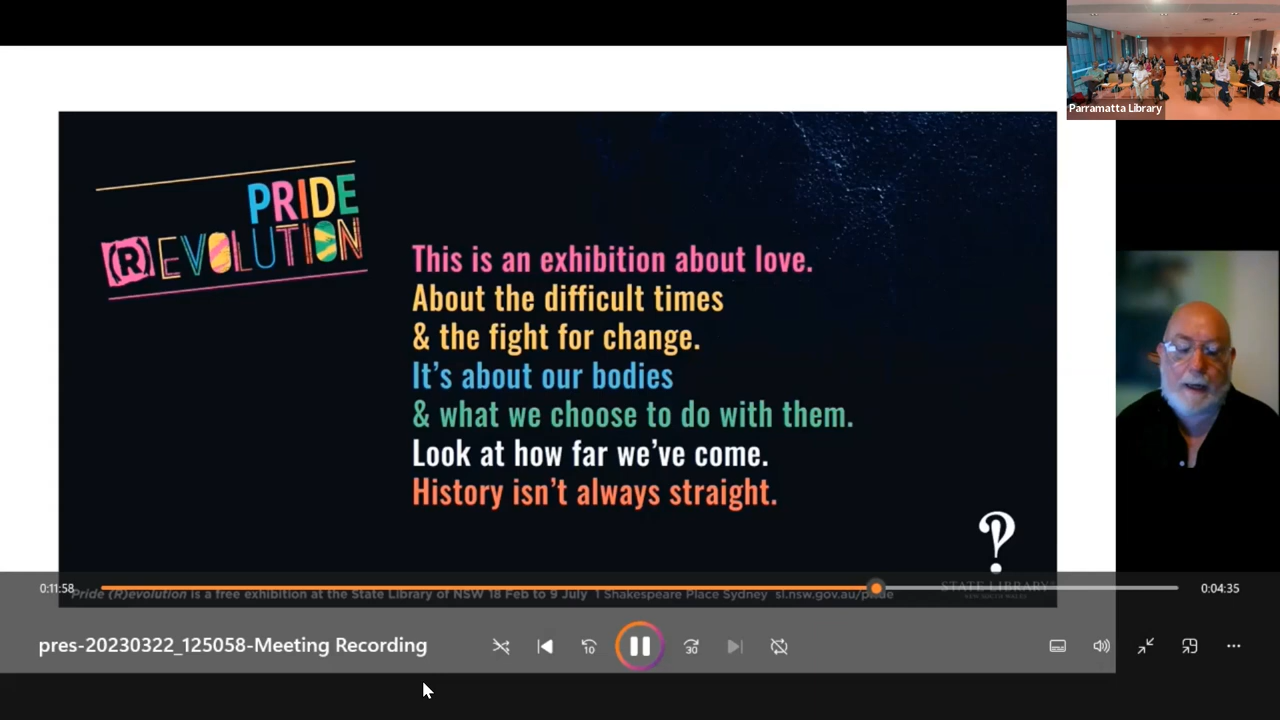 Parramatta Library
PRIDE
(R)EVOLUTION
This is an exhibition about love.
About the difficult times
& the fight for change.
It's about our bodies
& what we choose to do with them.
Look at how far we've come.
History isn't always straight.
0:11:58
0:04:35
STATE LIBRARY
Pride (R)evolution is a free exhibition at the State Library of NSW 18 Feb to 9 July | Shakespeare Place Sydney sl.nsw.gov.au/pride
pres-20230322_125058-Meeting Recording
10
30